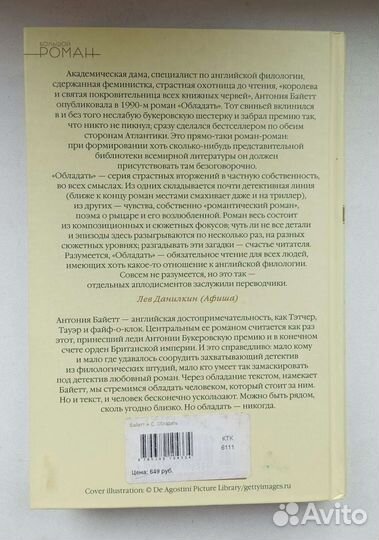 БОЛЬШОЙ
РОМАН
Академическая дама, специалист по английской филологии,
сдержанная феминистка, страстная охотница до чтения, «королева
и святая покровительница всех книжных червей», Антония Байетт
опубликовала в 1990-м роман «Обладать». Тот свиньей вклинился
и в без того неслабую букеровскую шестерку и забрал премию так,
что никто не пикнул; сразу сделался бестселлером по обеим
сторонам Атлантики. Это прямо-таки роман-роман:
при формировании хоть сколько-нибудь представительной
библиотеки всемирной литературы он должен
присутствовать там безоговорочно.
«Обладать» — серия страстных вторжений в частную собственность,
во всех смыслах. Из одних складывается почти детективная линия
(ближе к концу роман местами смахивает даже и на триллер),
из других — чувства, собственно «романтический роман»,
поэма о рыцаре и его возлюбленной. Роман весь состоит
из композиционных и сюжетных фокусов; чуть ли не все детали
и эпизоды здесь разыгрываются по нескольку раз, на разных
сюжетных уровнях; разгадывать эти загадки — счастье читателя.
Разумеется, «Обладать» — обязательное чтение для всех людей,
имеющих хоть какое-то отношение к английской филологии.
Совсем не разумеется, но это так —
отдельных аплодисментов заслужили переводчики.
Лев Данилкин (Афиша)
Антония Байетт — английская достопримечательность, как Тэтчер,
Тауэр и файф-о-клок. Центральным ее романом считается как раз
этот, принесший леди Антонии Букеровскую премию и в конечном
счете орден Британской империи. И это справедливо: мало кому
и мало где удавалось соорудить захватывающий детектив
из филологических штудий, мало кто умеет так замаскировать
под детектив любовный роман. Через обладание текстом, намекает
Байетт, мы стремимся обладать человеком, который стоит за ним.
Но и текст, и человек бесконечно ускользают. Можно быть рядом,
сколь угодно близко. Но обладать — никогда.
Байетт А.С. Обладать
КТК
6111
Цена: 649 руб.
Cover illustration: © De Agostini Picture Library/gettyimages.ru
Avito